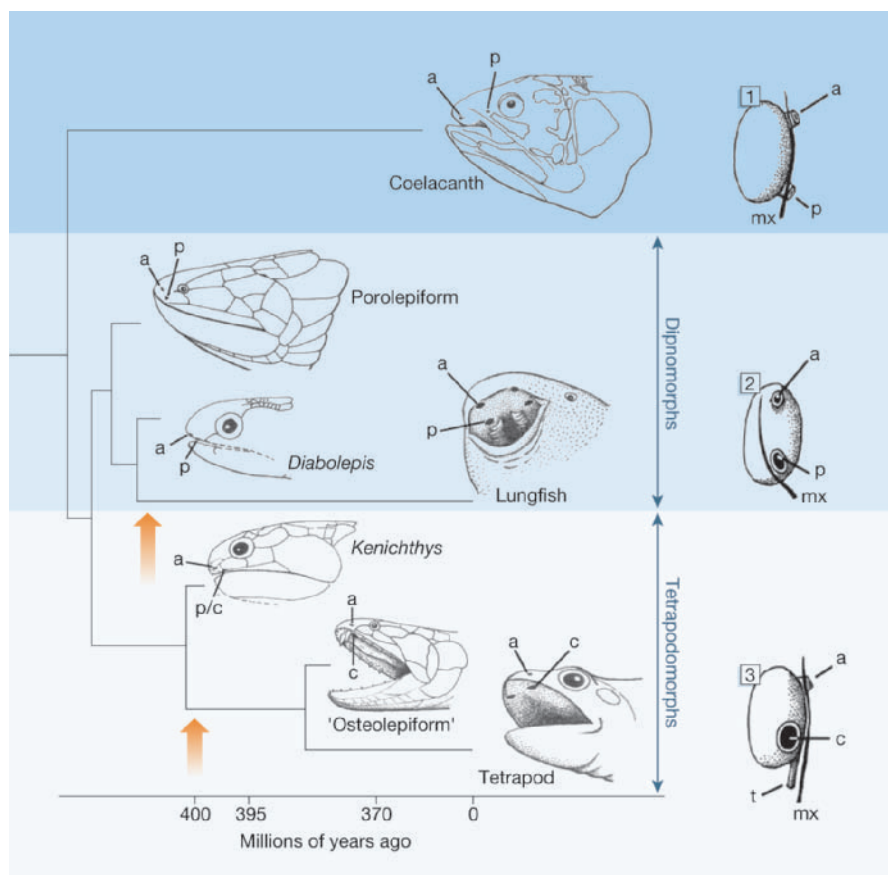 a
p
1
a
Coelacanth
mx
p
p
a
Porolepiform
Dipnomorphs
a
a
2
a
p
p
a
p
Diabolepis
Lungfish
mx
Kenichthys
a
p/c
a
c
a
c
Tetrapodomorphs
3
a
c
'Osteolepiform'
Tetrapod
t
mx
400
395
370
0
Millions of years ago